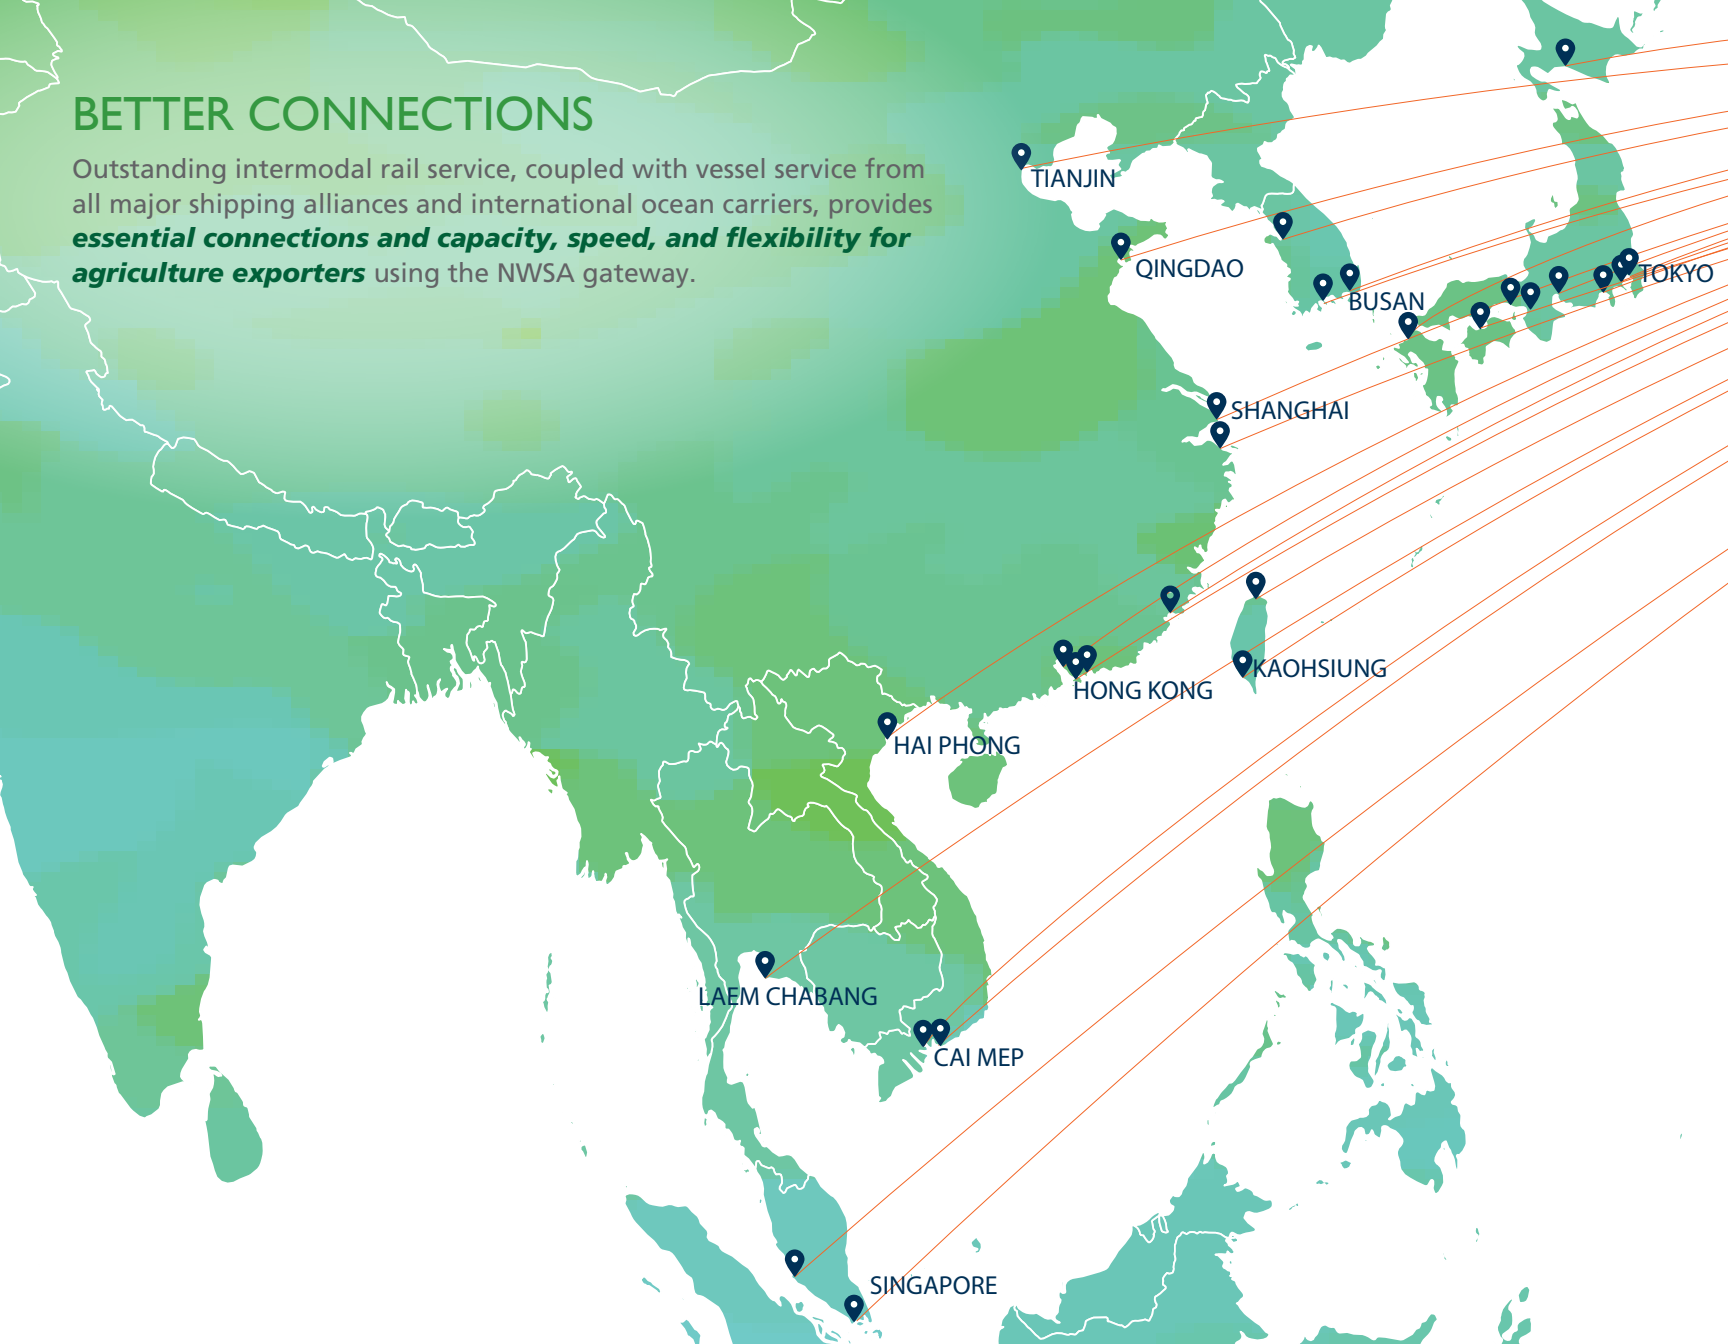 BETTER CONNECTIONS
Outstanding intermodal rail service, coupled with vessel service from
all major shipping alliances and international ocean carriers, provides
essential connections and capacity, speed, and flexibility for
agriculture exporters using the NWSA gateway.
TIANJIN
QINGDAO
BUSAN
TOKYO
SHANGHAI
KAOHSIUNG
HONG KONG
HAI PHONG
LAEM CHABANG
CAI MEP
SINGAPORE